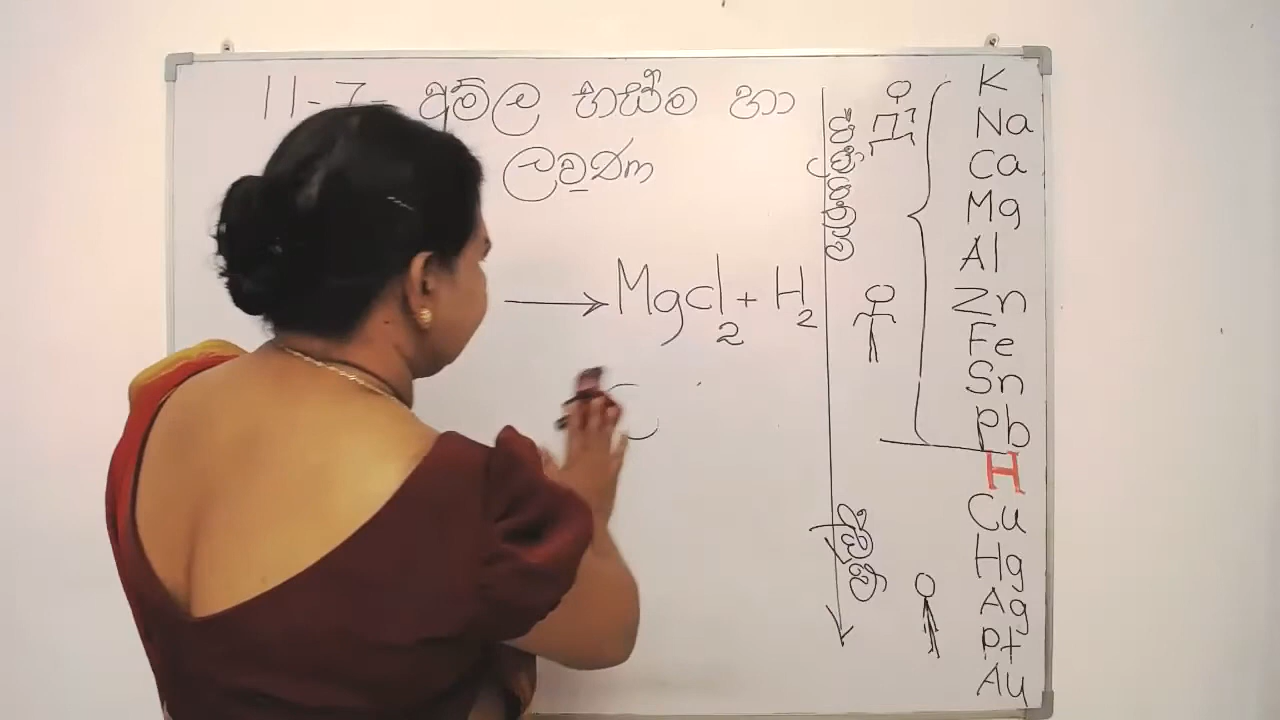 11-7- අම්ල භස්ම හා
ලවණ
→ Mgcl₂ + H₂
K
Na
Ca
Mg
Al
Zn
Fe
Sn
Pb
H
Cu
Hg
Ag
Pt
Au